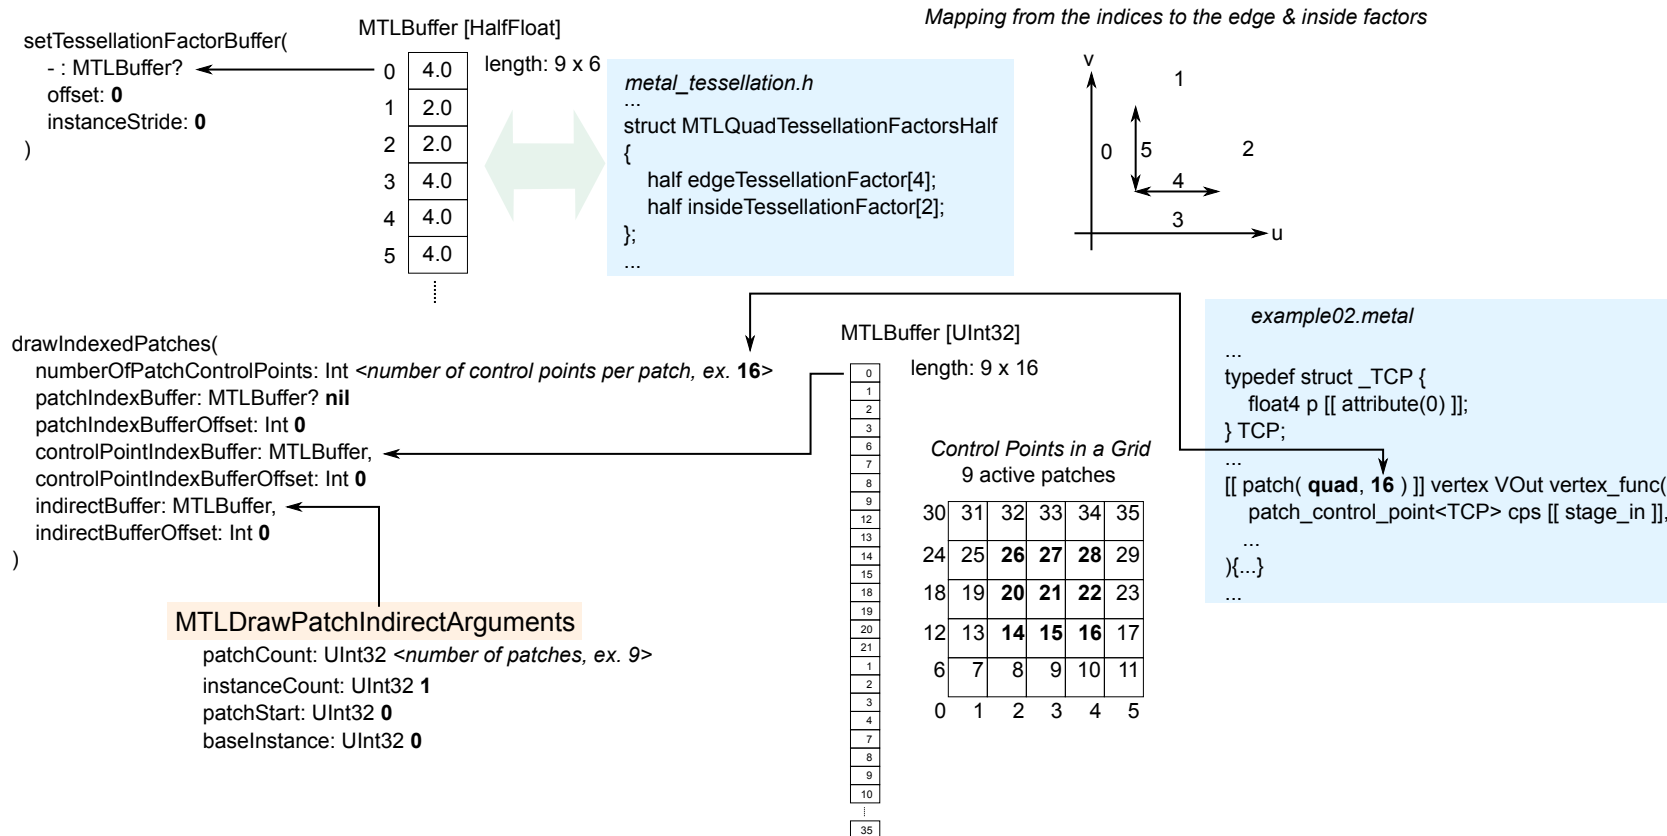 Mapping from the indices to the edge & inside factors
setTessellationFactorBuffer(
- : MTLBuffer?
offset: 0
instanceStride: 0
)
MTLBuffer [HalfFloat]
length: 9 x 6
0 4.0
1 2.0
2 2.0
3 4.0
4 4.0
5 4.0
metal_tessellation.h
...
struct MTLQuadTessellationFactorsHalf
{
half edgeTessellationFactor[4];
half insideTessellationFactor[2];
};
...
v
1
0 5 2
4
3
u
drawIndexedPatches(
numberOfPatchControlPoints: Int <number of control points per patch, ex. 16>
patchIndexBuffer: MTLBuffer? nil
patchIndexBufferOffset: Int 0
controlPointIndexBuffer: MTLBuffer,
controlPointIndexBufferOffset: Int 0
indirectBuffer: MTLBuffer,
indirectBufferOffset: Int 0
)
MTLDrawPatchIndirectArguments
patchCount: UInt32 <number of patches, ex. 9>
instanceCount: UInt32 1
patchStart: UInt32 0
baseInstance: UInt32 0
MTLBuffer [UInt32]
length: 9 x 16
0
1
2
3
6
7
8
9
12
13
14
15
18
19
20
21
1
2
3
4
7
8
9
10
35
Control Points in a Grid
9 active patches
30 31 32 33 34 35
24 25 26 27 28 29
18 19 20 21 22 23
12 13 14 15 16 17
6 7 8 9 10 11
0 1 2 3 4 5
example02.metal
...
typedef struct _TCP {
float4 p [[ attribute(0) ]];
} TCP;
...
[[ patch( quad, 16 ) ]] vertex VOut vertex_func(
patch_control_point<TCP> cps [[ stage_in ]],
...
){...}
...